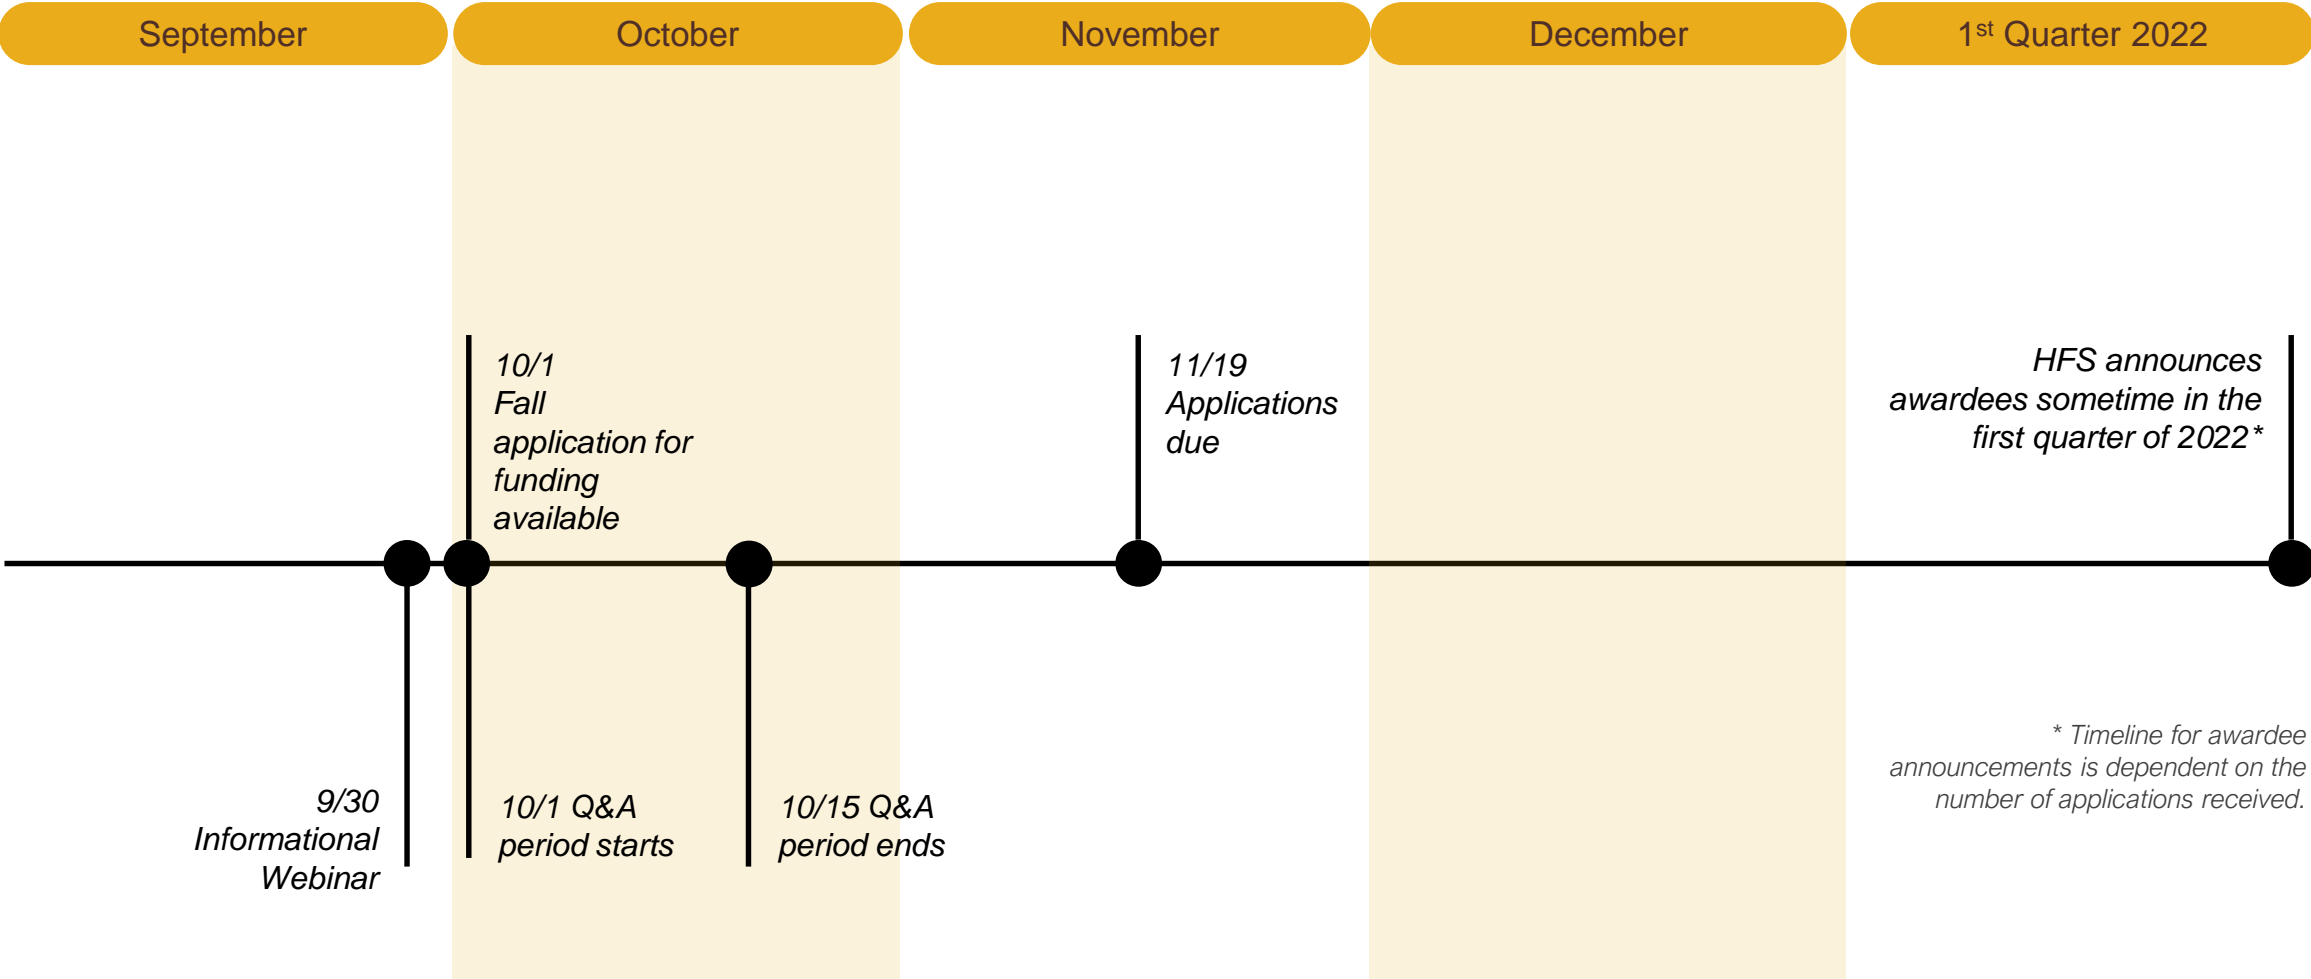 September
October
November
December
1st Quarter 2022
10/1
Fall
application for
funding
available
11/19
Applications
due
HFS announces
awardees sometime in the
first quarter of 2022*
9/30
Informational
Webinar
10/1 Q&A
period starts
10/15 Q&A
period ends
* Timeline for awardee
announcements is dependent on the
number of applications received.